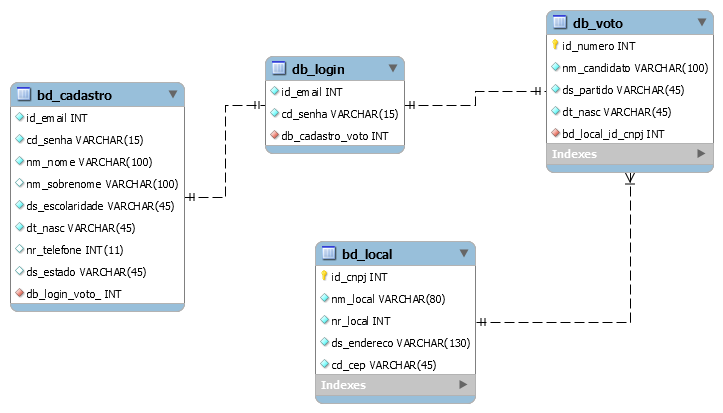 bd_cadastro
id_email INT
cd_senha VARCHAR(15)
nm_nome VARCHAR(100)
nm_sobrenome VARCHAR(100)
ds_escolaridade VARCHAR(45)
dt_nasc VARCHAR(45)
nr_telefone INT(11)
ds_estado VARCHAR(45)
db_login_voto_ INT
db_login
id_email INT
cd_senha VARCHAR(15)
db_cadastro_voto INT
db_voto
id_numero INT
nm_candidato VARCHAR(100)
ds_partido VARCHAR(45)
dt_nasc VARCHAR(45)
bd_local_id_cnpj INT
Indexes
bd_local
id_cnpj INT
nm_local VARCHAR(80)
nr_local INT
ds_endereco VARCHAR(130)
cd_cep VARCHAR(45)
Indexes